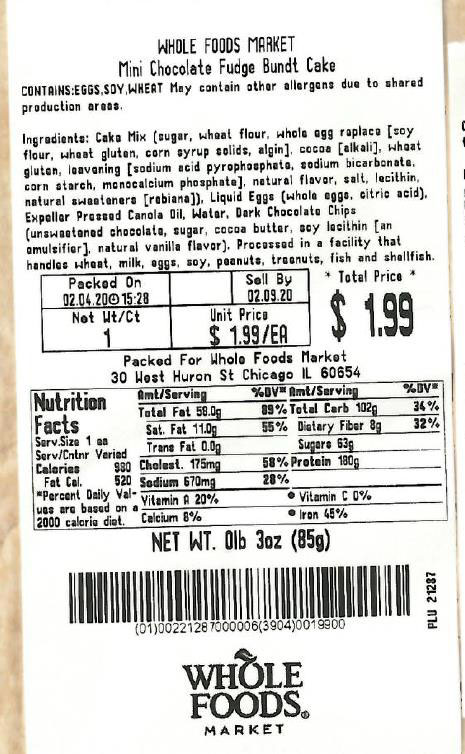 WHOLE FOODS MARKET
Mini Chocolate Fudge Bundt Cake
CONTAINS:EGGS,SOY,WHEAT May contain other allergens due to shared
production areas.
Ingredients: Cake Mix (sugar, wheat flour, whole egg replace [soy
flour, wheat gluten, corn syrup solids, algin], cocoa [alkali], wheat
gluten, leavening [sodium acid pyrophosphate, sodium bicarbonate,
corn starch, monocalcium phosphate], natural flavor, salt, lecithin,
natural sweeteners [rebiana]), Liquid Eggs (whole eggs, citric acid),
Expeller Pressed Canola Oil, Water, Dark Chocolate Chips
(unsweetened chocolate, sugar, cocoa butter, soy lecithin [an
emulsifier], natural vanilla flavor). Processed in a facility that
handles wheat, milk, eggs, soy, peanuts, treenuts, fish and shellfish.
Packed On
02.04.20 15:28
Sell By
02.09.20
* Total Price *
$ 1.99
Net Wt/Ct
1
Unit Price
$ 1.99/EA
Packed For Whole Foods Market
30 West Huron St Chicago IL 60654
Nutrition
Facts
Serv.Size 1 ea
Serv/Cntnr Varied
Calories 980
Fat Cal. 520
*Percent Daily Val-
ues are based on a
2000 calorie diet.
Amt/Serving %DV*
Total Fat 58.0g 89%
Sat. Fat 11.0g 55%
Trans Fat 0.0g
Cholest. 175mg 58%
Sodium 670mg 28%
Vitamin A 20%
Calcium 8%
Amt/Serving %DV*
Total Carb 102g 34%
Dietary Fiber 8g 32%
Sugars 63g
Protein 180g
• Vitamin C 0%
• Iron 45%
NET WT. 0lb 3oz (85g)
(01)00221287000006(3904)0019900
PLU 21287
WHOLE
FOODS®
MARKET